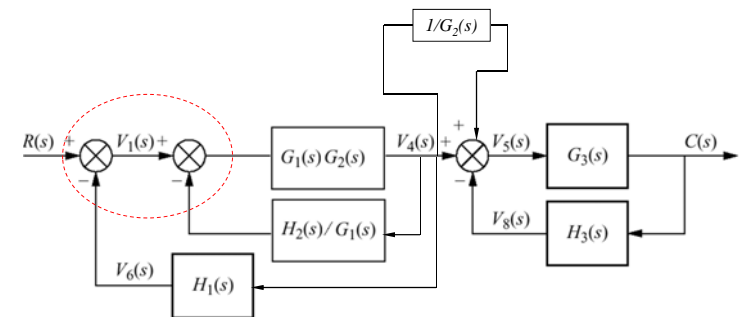 1/G₂(s)
R(s) + V₁(s) + G₁(s) G₂(s) V₄(s) + + V₅(s) G₃(s) C(s)
− − −
H₂(s)/G₁(s) V₈(s) H₃(s)
V₆(s) H₁(s)